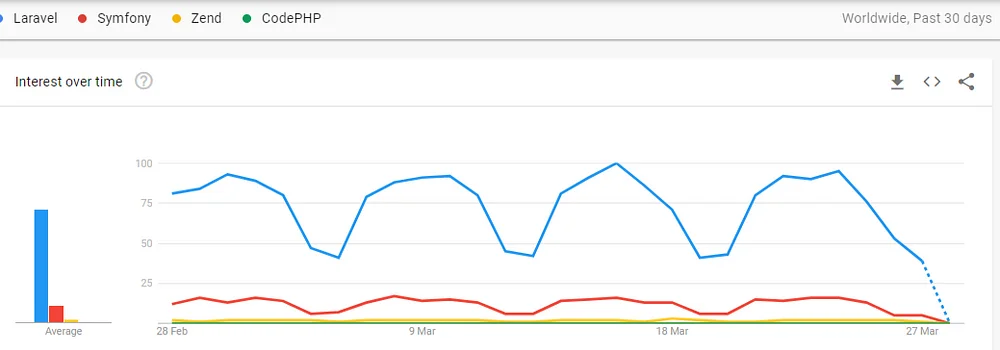 Laravel Symfony Zend CodePHP Worldwide, Past 30 days
Interest over time ?
100
75
50
25
Average 28 Feb 9 Mar 18 Mar 27 Mar